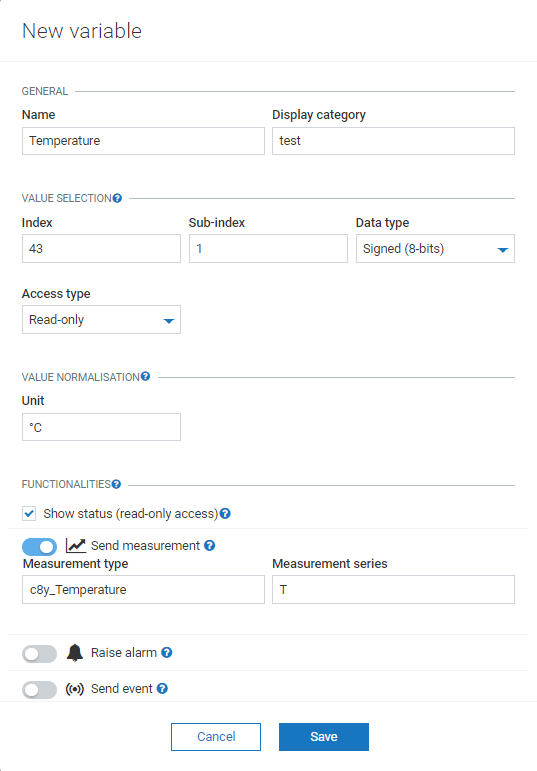 New variable
GENERAL
Name Display category
Temperature test
VALUE SELECTION
Index Sub-index Data type
43 1 Signed (8-bits)
Access type
Read-only
VALUE NORMALISATION
Unit
°C
FUNCTIONALITIES
Show status (read-only access)
Send measurement
Measurement type Measurement series
c8y_Temperature T
Raise alarm
Send event
Cancel Save